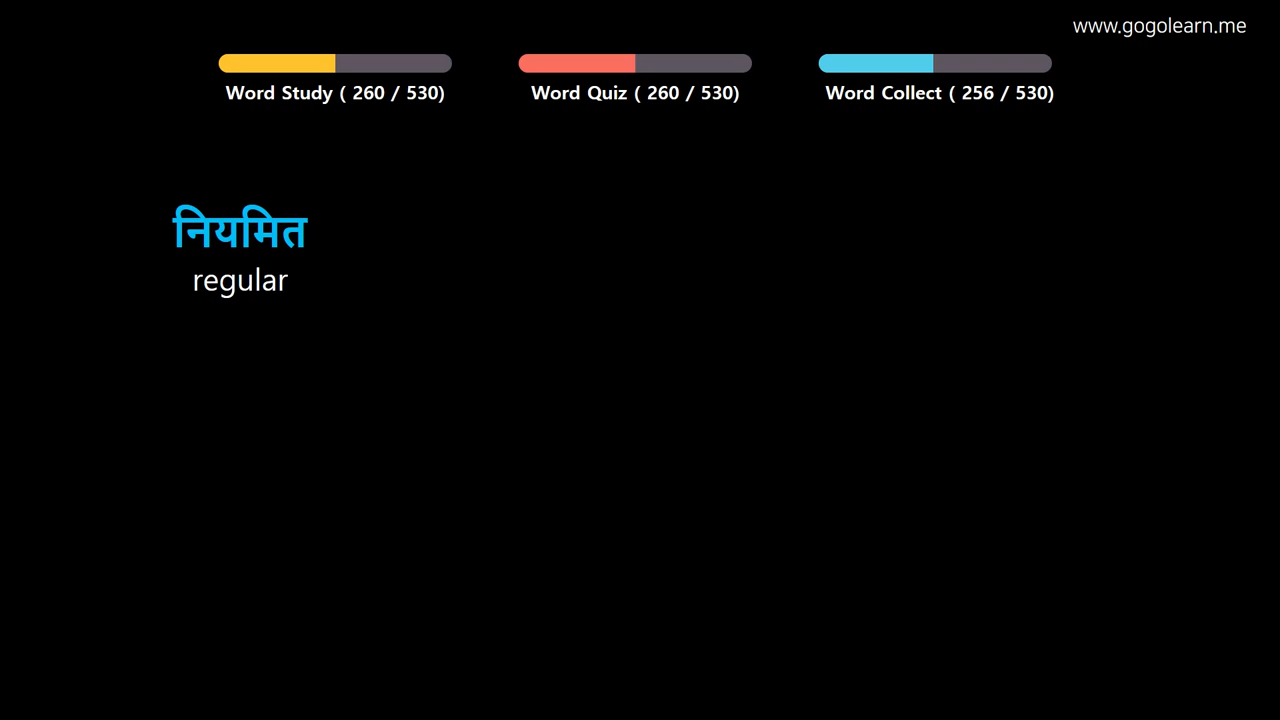 www.gogolearn.me
Word Study ( 260 / 530)
Word Quiz ( 260 / 530)
Word Collect ( 256 / 530)
नियमित
regular